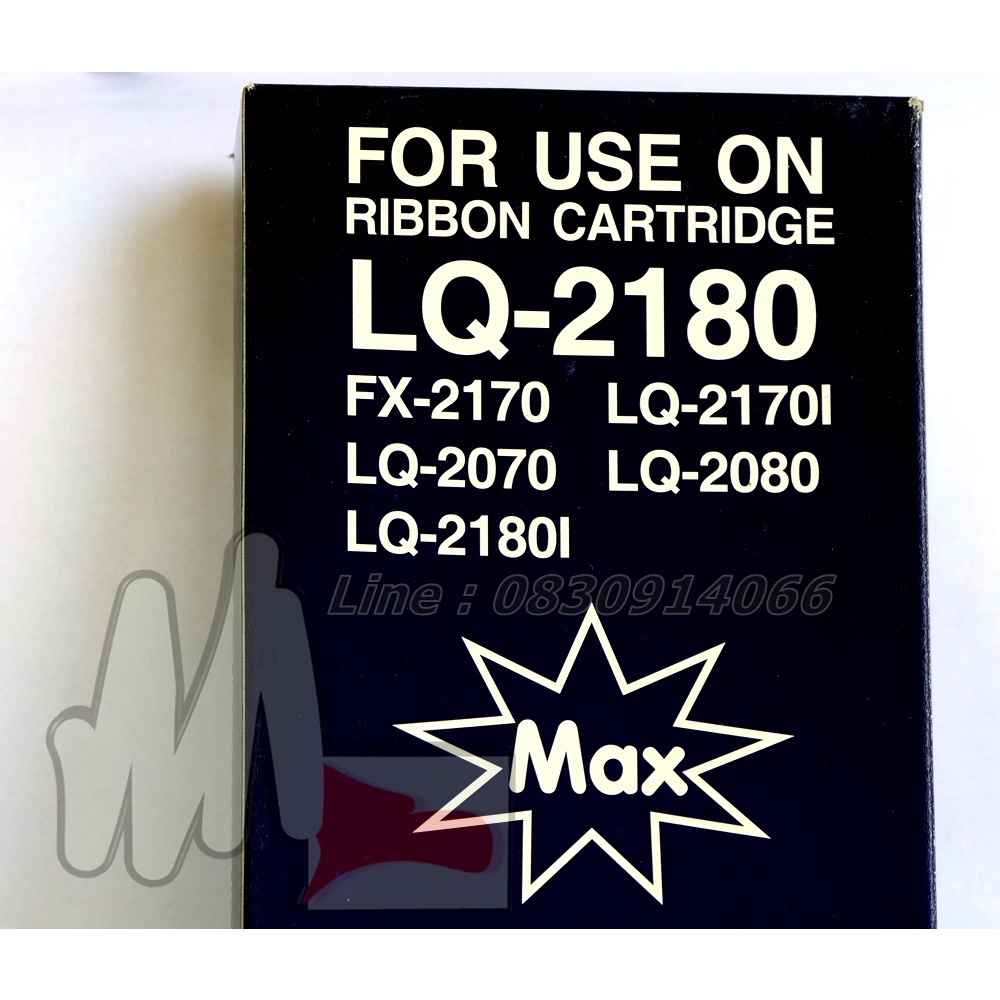 FOR USE ON
RIBBON CARTRIDGE
LQ-2180
FX-2170 LQ-2170I
LQ-2070 LQ-2080
LQ-2180I
Line : 0830914066
Max